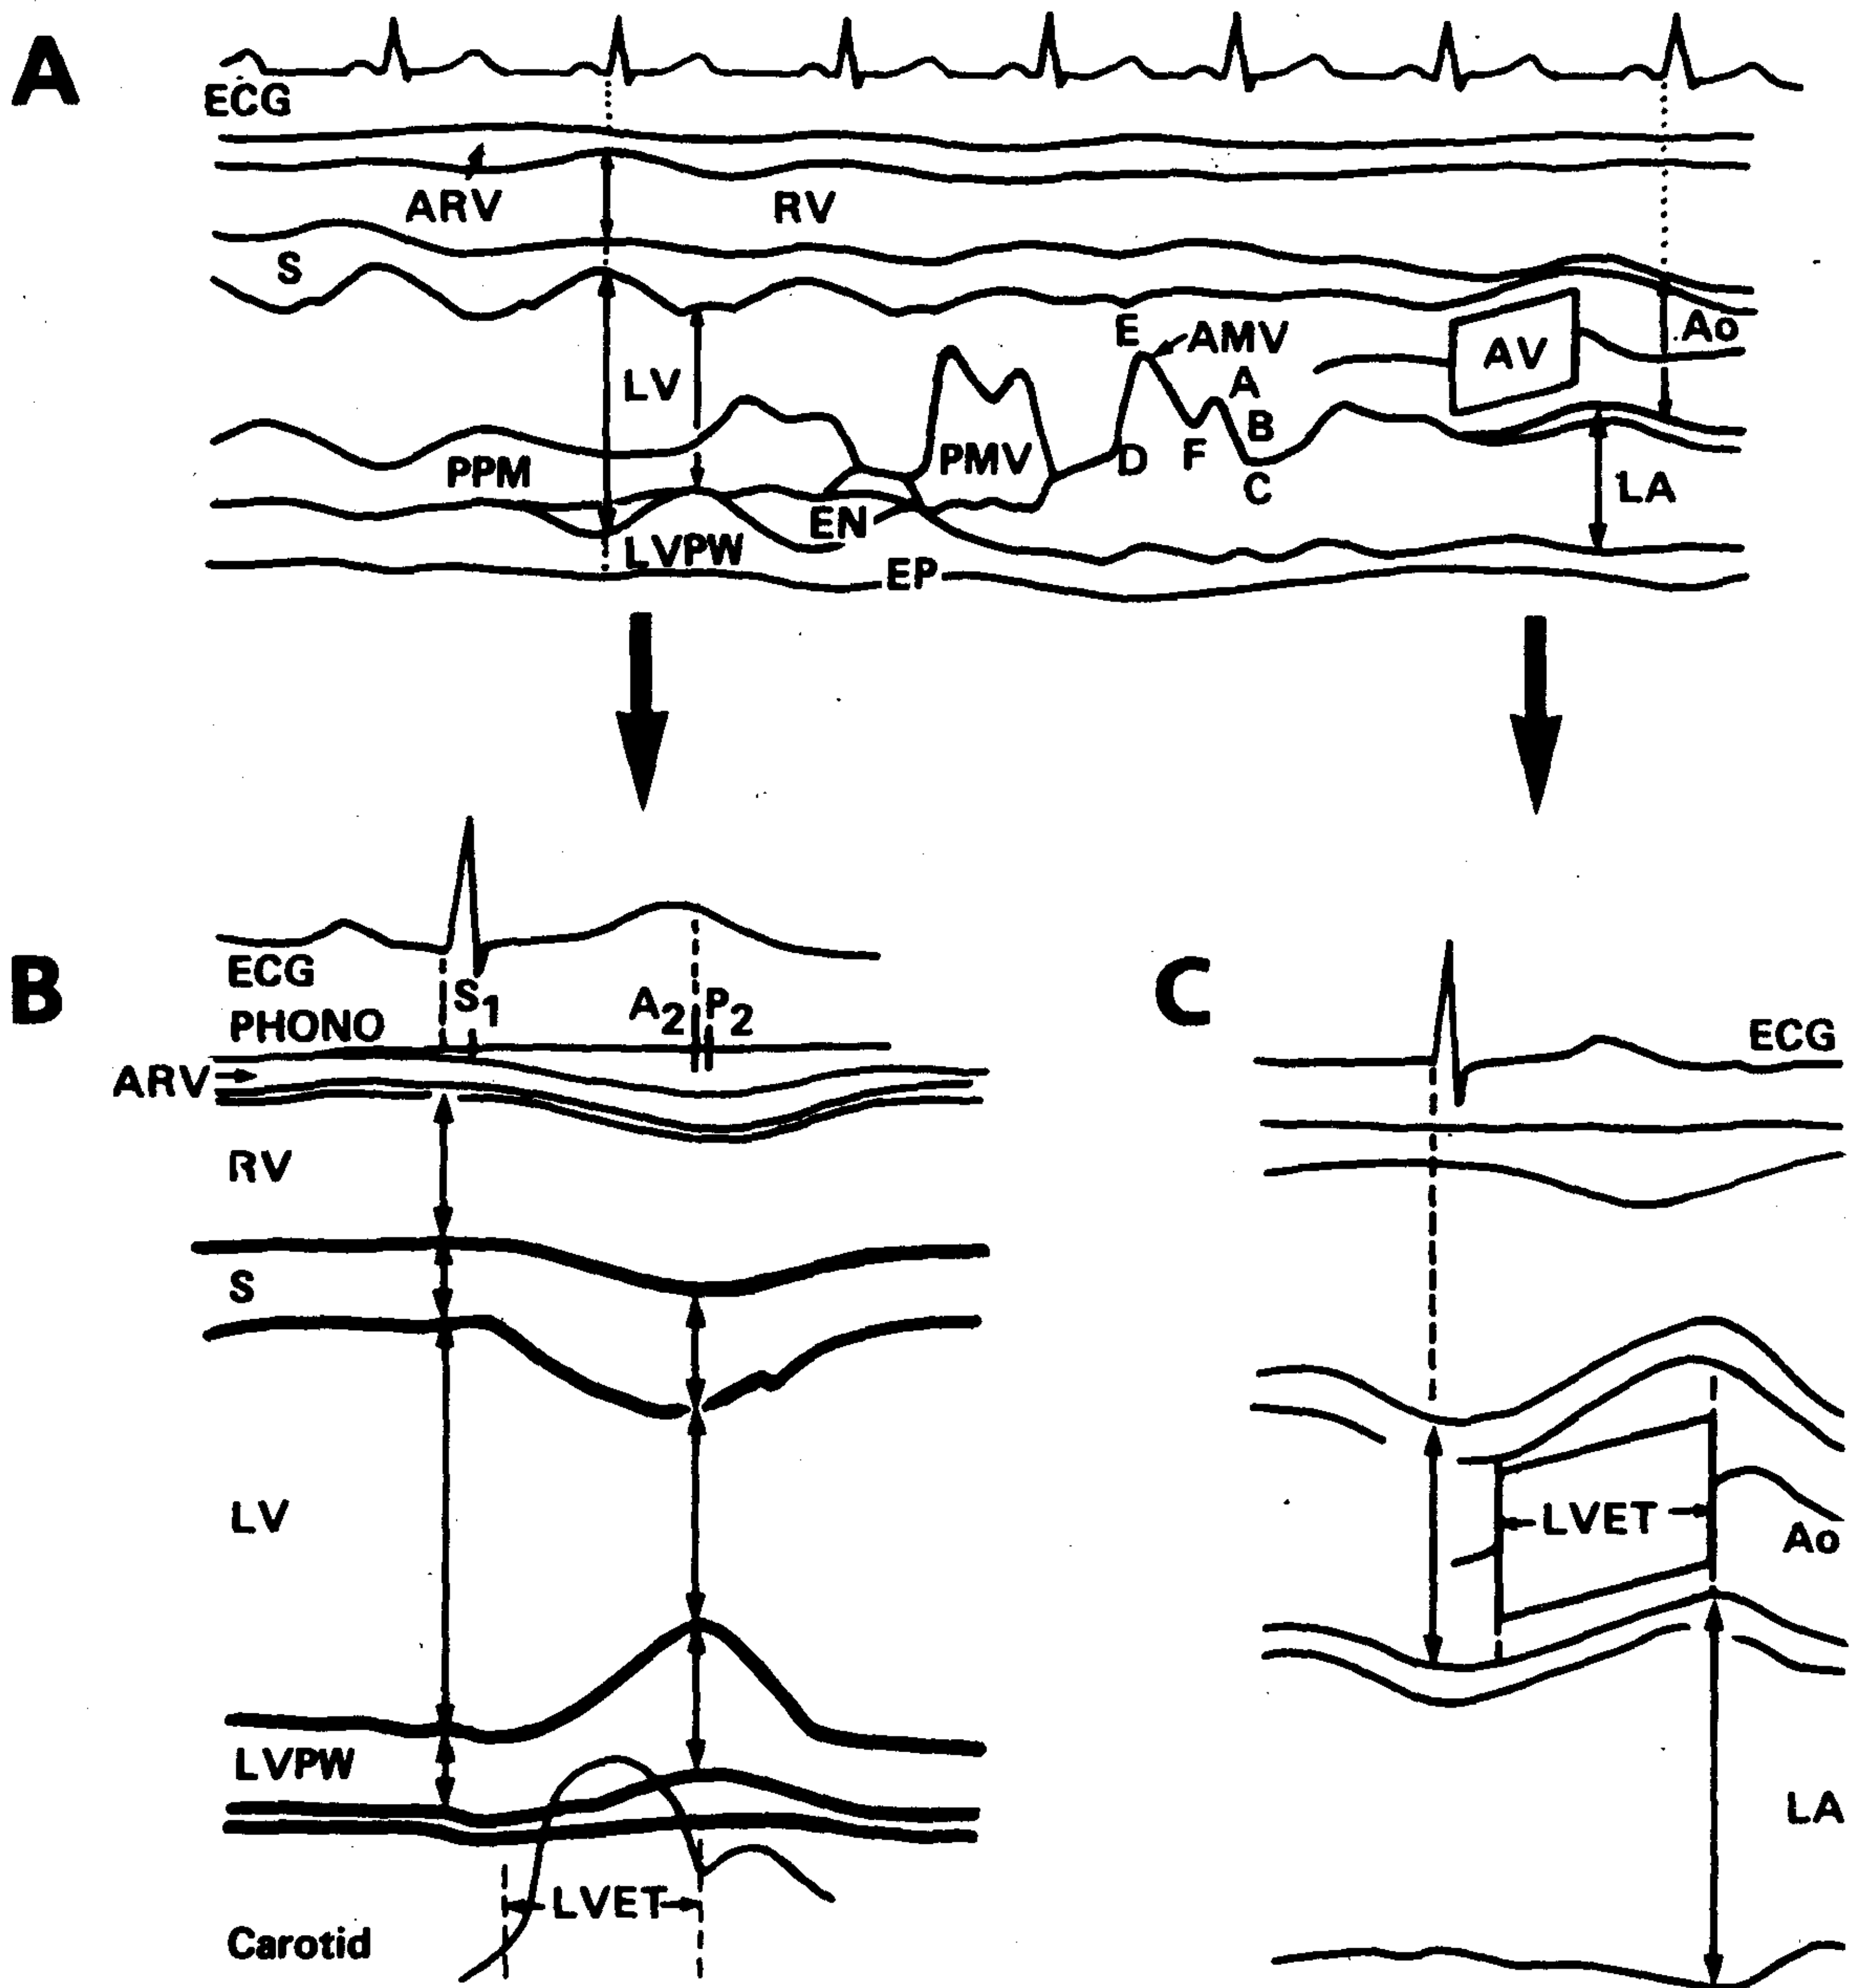 A
ECG
ARV
RV
S
E
AMV
A
Ao
AV
LV
B
PPM
PMV
D
F
C
LA
EN
LVPW
EP
B
ECG
S1
A2
P2
PHONO
ARV
RV
S
LV
LVPW
LVET
Carotid
C
ECG
LVET
Ao
LA